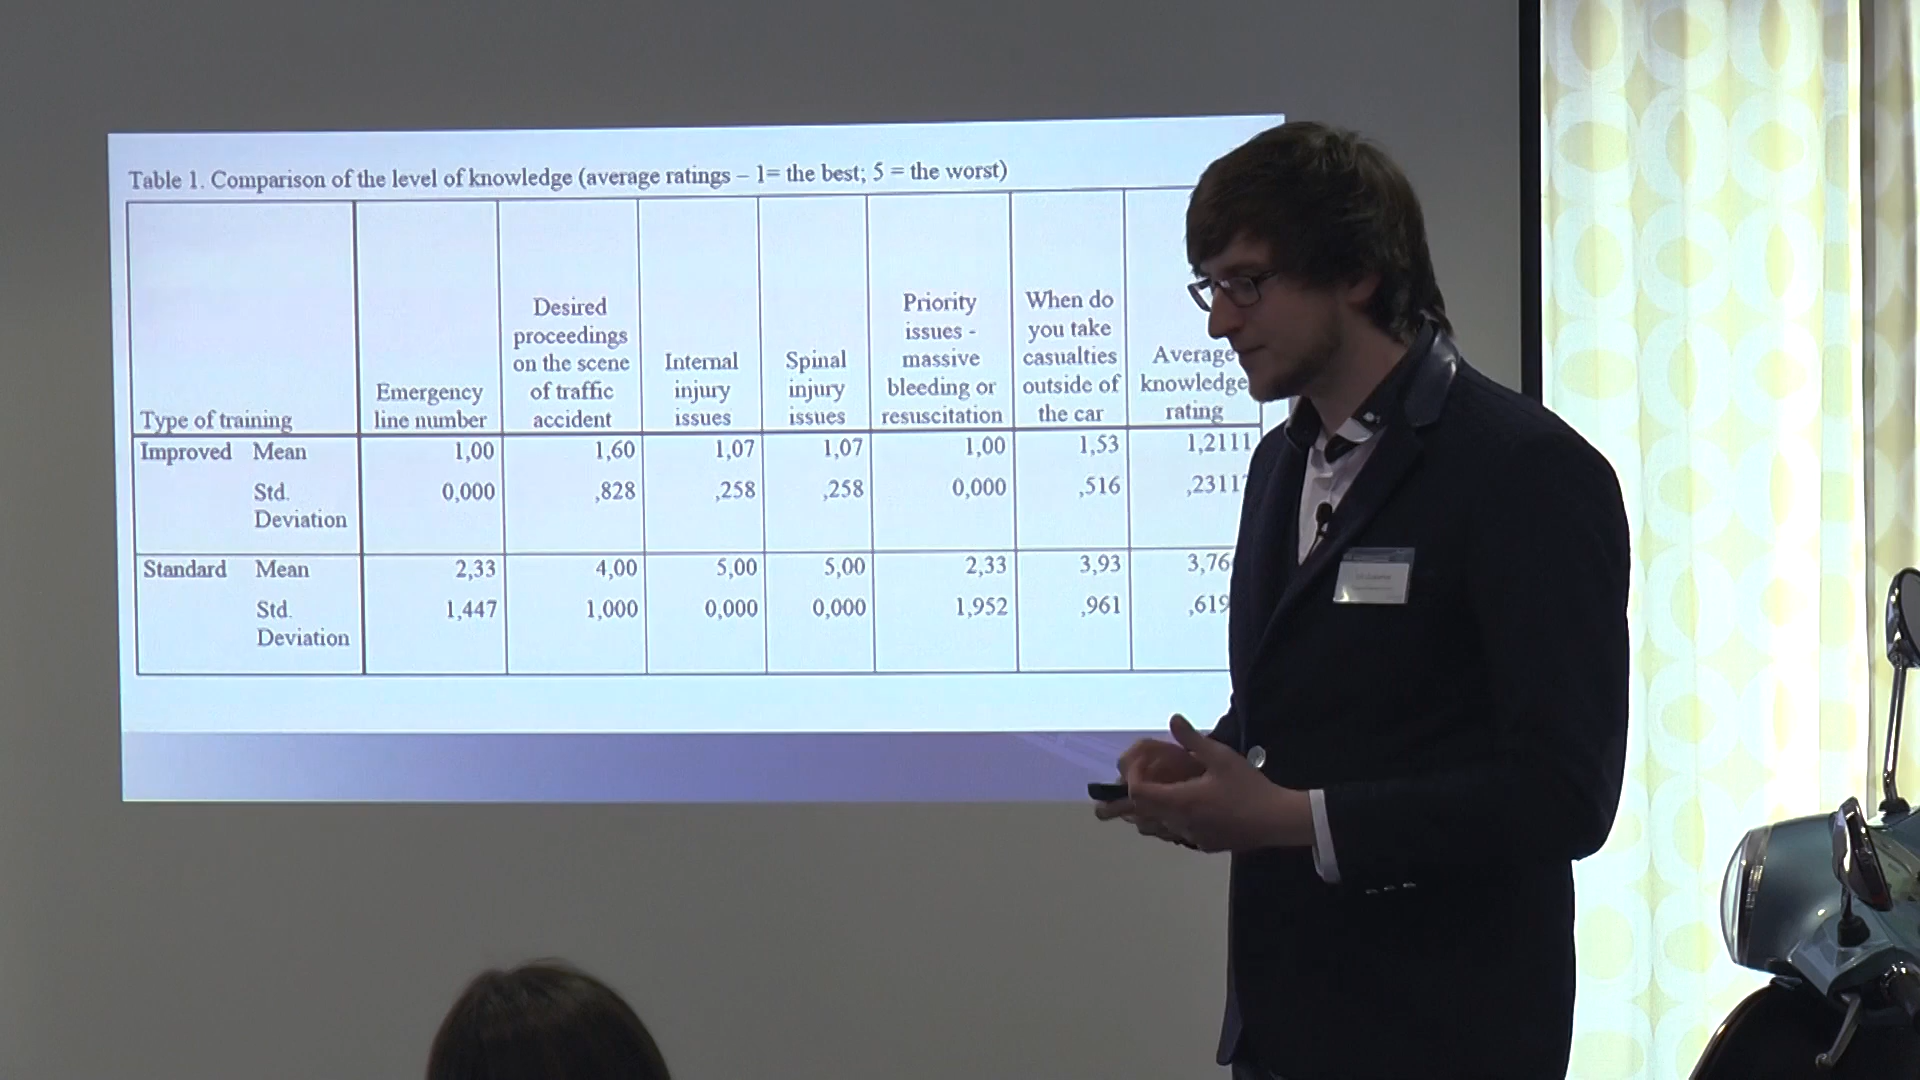 Table 1. Comparison of the level of knowledge (average ratings – 1= the best; 5 = the worst)
Type of training
Emergency
line number
Desired
proceedings
on the scene
of traffic
accident
Internal
injury
issues
Spinal
injury
issues
Priority
issues -
massive
bleeding or
resuscitation
When do
you take
casualties
outside of
the car
Average
knowledge
rating
Improved Mean 1,00 1,60 1,07 1,07 1,00 1,53 1,2111
Std. 0,000 ,828 ,258 ,258 0,000 ,516 ,2311
Deviation
Standard Mean 2,33 4,00 5,00 5,00 2,33 3,93 3,76
Std. 1,447 1,000 0,000 0,000 1,952 ,961 ,619
Deviation